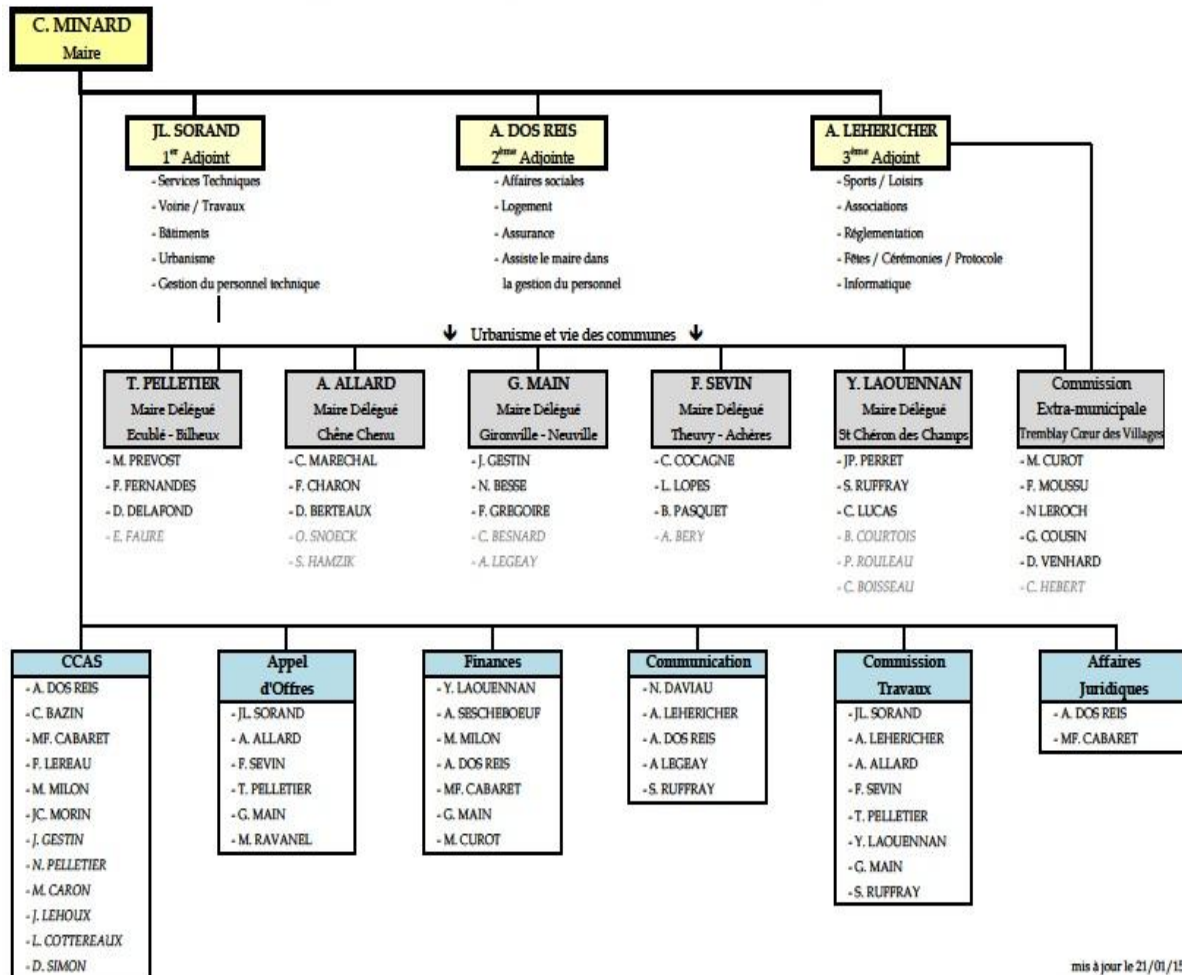 C. MINARD
Maire
JL. SORAND
1er Adjoint
- Services Techniques
- Voirie / Travaux
- Bâtiments
- Urbanisme
- Gestion du personnel technique
A. DOS REIS
2ème Adjointe
- Affaires sociales
- Logement
- Assurance
- Assiste le maire dans
la gestion du personnel
A. LEHERICHER
3ème Adjoint
- Sports / Loisirs
- Associations
- Réglementation
- Fêtes / Cérémonies / Protocole
- Informatique
↓ Urbanisme et vie des communes ↓
T. PELLETIER
Maire Délégué
Ecublé - Bilheux
- M. PREVOST
- F. FERNANDES
- D. DELAFOND
- E. FAURE
A. ALLARD
Maire Délégué
Chêne Chenu
- C. MARECHAL
- F. CHARON
- D. BERTEAUX
- O. SNOECK
- S. HAMZIK
G. MAIN
Maire Délégué
Gironville - Neuville
- J. GESTIN
- N. BESSE
- F. GREGOIRE
- C. BESNARD
- A. LEGEAY
F. SEVIN
Maire Délégué
Theuvy - Achères
- C. COCAGNE
- L. LOPES
- B. PASQUET
- A. BERY
Y. LAOUENNAN
Maire Délégué
St Chéron des Champs
- JP. PERRET
- S. RUFFRAY
- C. LUCAS
- B. COURTOIS
- P. ROULEAU
- C. BOISSEAU
Commission
Extra-municipale
Tremblay Cœur des Villages
- M. CUROT
- F. MOUSSU
- N LEROCH
- G. COUSIN
- D. VENHARD
- C. HEBERT
CCAS
- A. DOS REIS
- C. BAZIN
- MF. CABARET
- F. LEREAU
- M. MILON
- JC. MORIN
- J. GESTIN
- N. PELLETIER
- M. CARON
- J. LEHOUX
- L. COTTEREAUX
- D. SIMON
Appel
d'Offres
- JL. SORAND
- A. ALLARD
- F. SEVIN
- T. PELLETIER
- G. MAIN
- M. RAVANEL
Finances
- Y. LAOUENNAN
- A. SESCHEBOEUF
- M. MILON
- A. DOS REIS
- MF. CABARET
- G. MAIN
- M. CUROT
Communication
- N. DAVIAU
- A. LEHERICHER
- A. DOS REIS
- A LEGEAY
- S. RUFFRAY
Commission
Travaux
- JL. SORAND
- A. LEHERICHER
- A. ALLARD
- F. SEVIN
- T. PELLETIER
- Y. LAOUENNAN
- G. MAIN
- S. RUFFRAY
Affaires
Juridiques
- A. DOS REIS
- MF. CABARET
mis à jour le 21/01/15